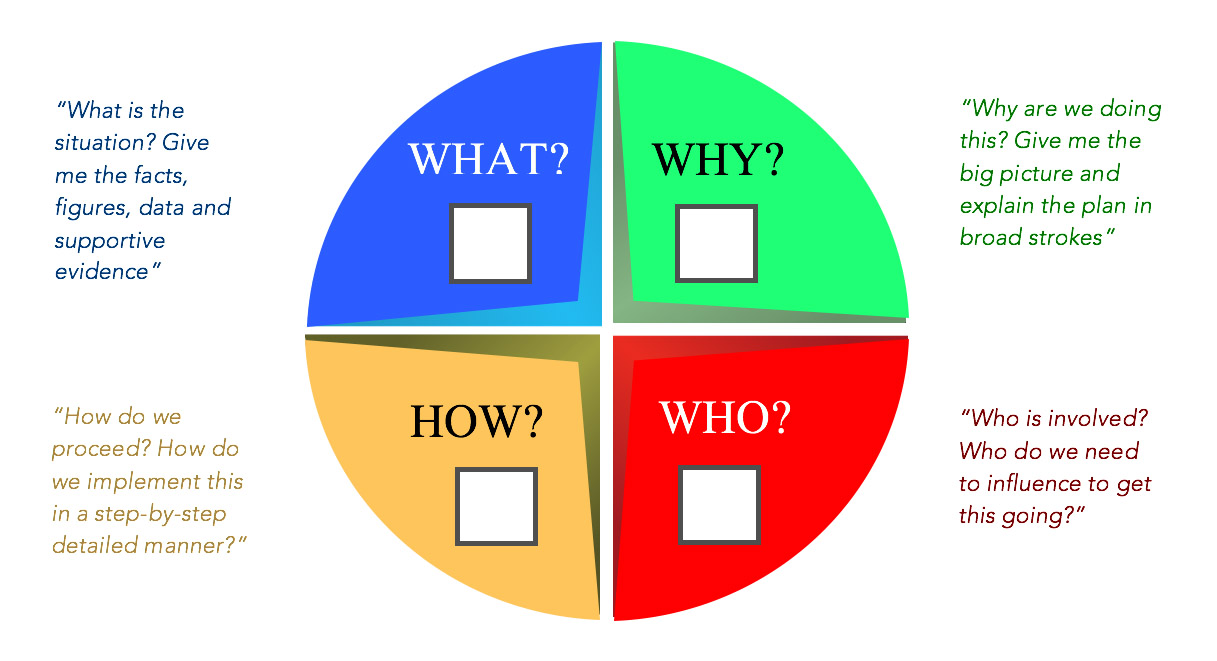 “What is the
situation? Give
me the facts,
figures, data and
supportive
evidence”
WHAT?
WHY?
“Why are we doing
this? Give me the
big picture and
explain the plan in
broad strokes”
“How do we
proceed? How do
we implement this
in a step-by-step
detailed manner?”
HOW?
WHO?
“Who is involved?
Who do we need
to influence to get
this going?”